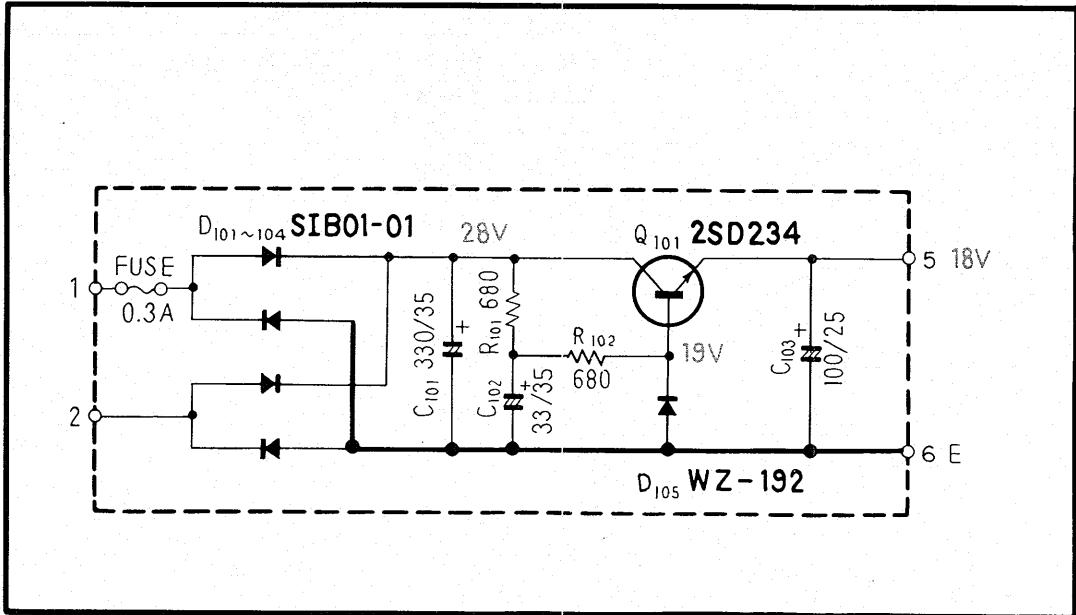 D101~104 SIB01-01
28V
Q101 2SD234
FUSE
1
0.3A
5 18V
C101 330/35
+
R101 680
R102
680
19V
C103
+
100/25
C102
+
33/35
2
6 E
D105 WZ-192